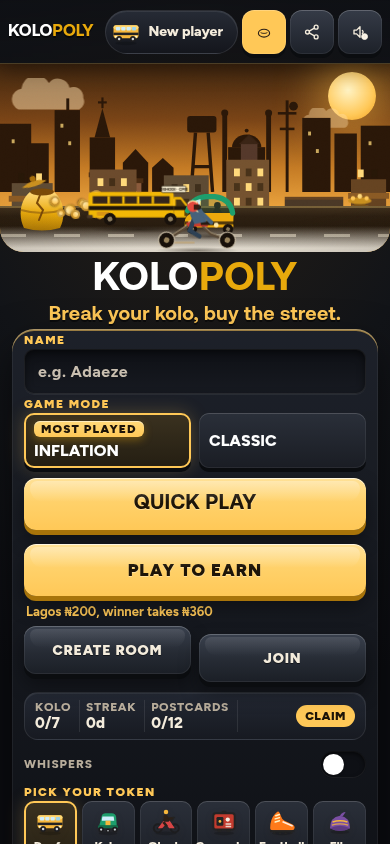 KOLOPOLY
New player
KOLOPOLY
Break your kolo, buy the street.
NAME
e.g. Adaeze
GAME MODE
MOST PLAYED
INFLATION
CLASSIC
QUICK PLAY
PLAY TO EARN
Lagos ₦200, winner takes ₦360
CREATE ROOM
JOIN
KOLO
0/7
STREAK
0d
POSTCARDS
0/12
CLAIM
WHISPERS
PICK YOUR TOKEN